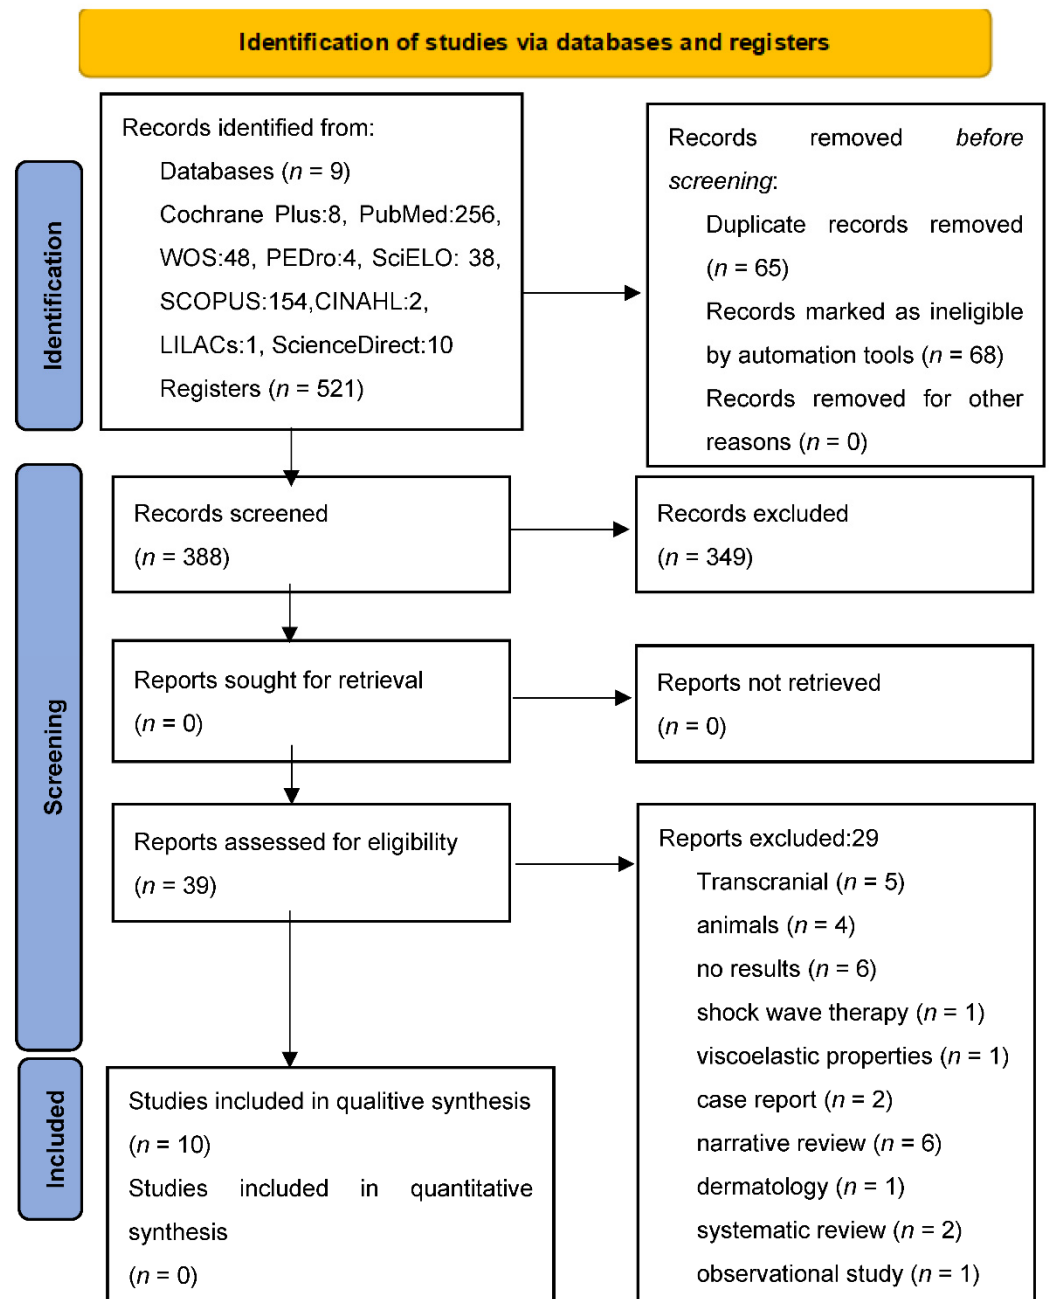 Identification of studies via databases and registers
Identification
Records identified from:
Databases (n = 9)
Cochrane Plus:8, PubMed:256,
WOS:48, PEDro:4, SciELO: 38,
SCOPUS:154,CINAHL:2,
LILACs:1, ScienceDirect:10
Registers (n = 521)
Records removed before
screening:
Duplicate records removed
(n = 65)
Records marked as ineligible
by automation tools (n = 68)
Records removed for other
reasons (n = 0)
Screening
Records screened
(n = 388)
Records excluded
(n = 349)
Reports sought for retrieval
(n = 0)
Reports not retrieved
(n = 0)
Reports assessed for eligibility
(n = 39)
Reports excluded:29
Transcranial (n = 5)
animals (n = 4)
no results (n = 6)
shock wave therapy (n = 1)
viscoelastic properties (n = 1)
case report (n = 2)
narrative review (n = 6)
dermatology (n = 1)
systematic review (n = 2)
observational study (n = 1)
Included
Studies included in qualitive synthesis
(n = 10)
Studies included in quantitative
synthesis
(n = 0)